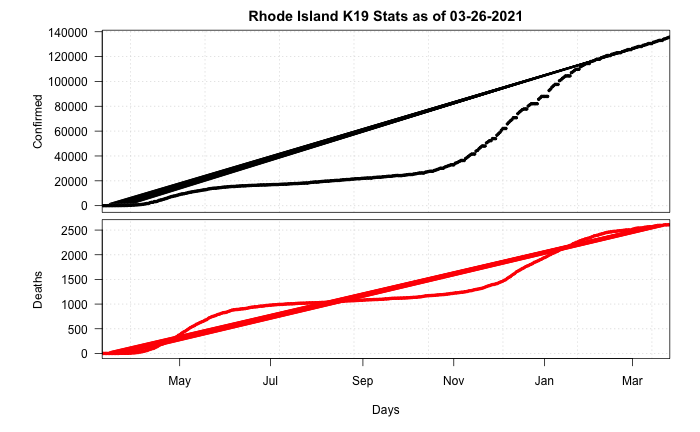 Rhode Island K19 Stats as of 03-26-2021
140000
120000
100000
80000
60000
40000
20000
0
Confirmed
2500
2000
1500
1000
500
0
Deaths
May Jul Sep Nov Jan Mar
Days